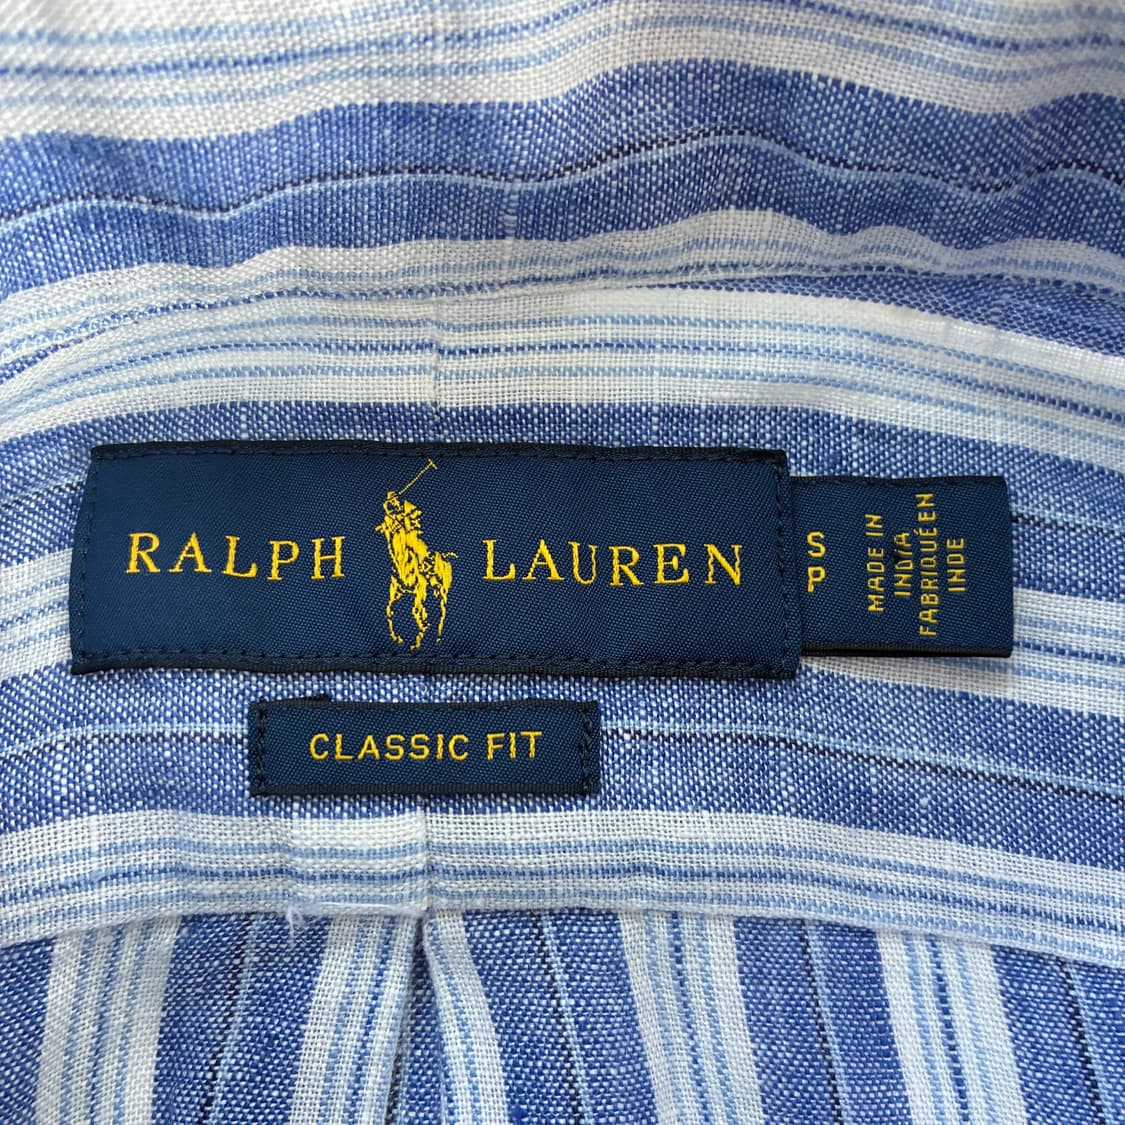 RALPH LAUREN
S
P
MADE IN
INDIA
FABRIQUÉ EN
INDE
CLASSIC FIT